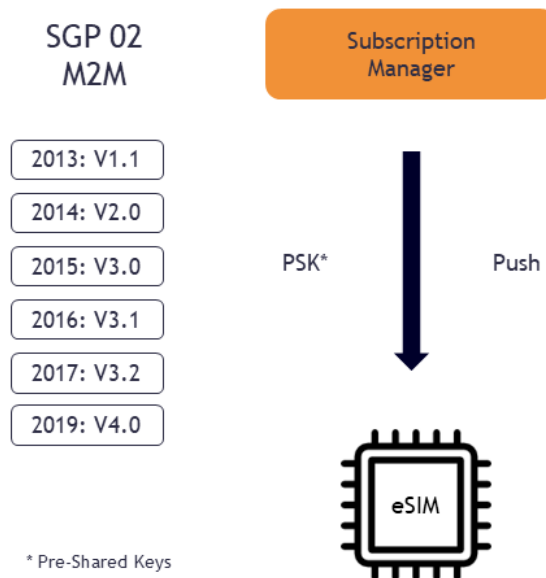 SGP 02
M2M
2013: V1.1
2014: V2.0
2015: V3.0
2016: V3.1
2017: V3.2
2019: V4.0
* Pre-Shared Keys
Subscription
Manager
PSK*
Push
eSIM